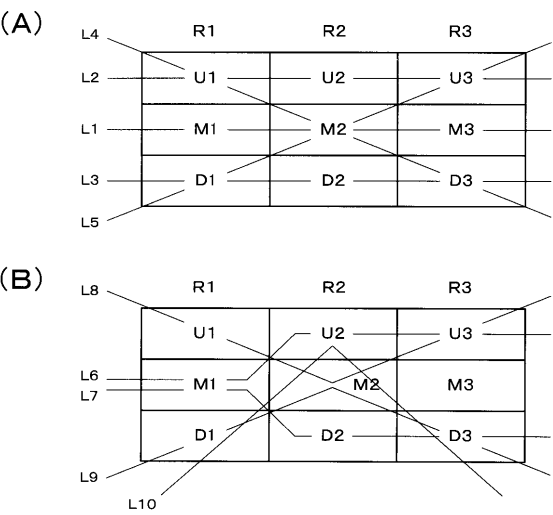 (A)
L4 R1 R2 R3
L2 U1 U2 U3
L1 M1 M2 M3
L3 D1 D2 D3
L5
(B)
L8 R1 R2 R3
U1 U2 U3
L6
M1 M2 M3
L7
D1 D2 D3
L9
L10